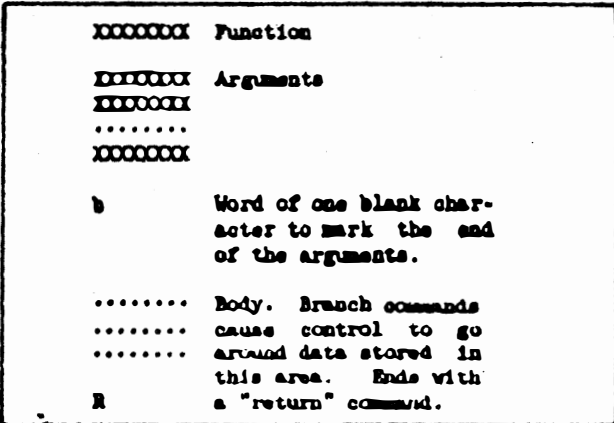 XXXXXXXX Function
XXXXXXXX Arguments
XXXXXXXX
........
XXXXXXXX
b Word of one blank char-
acter to mark the end
of the arguments.
........ Body. Branch commands
........ cause control to go
........ around data stored in
this area. Ends with
R a "return" command.